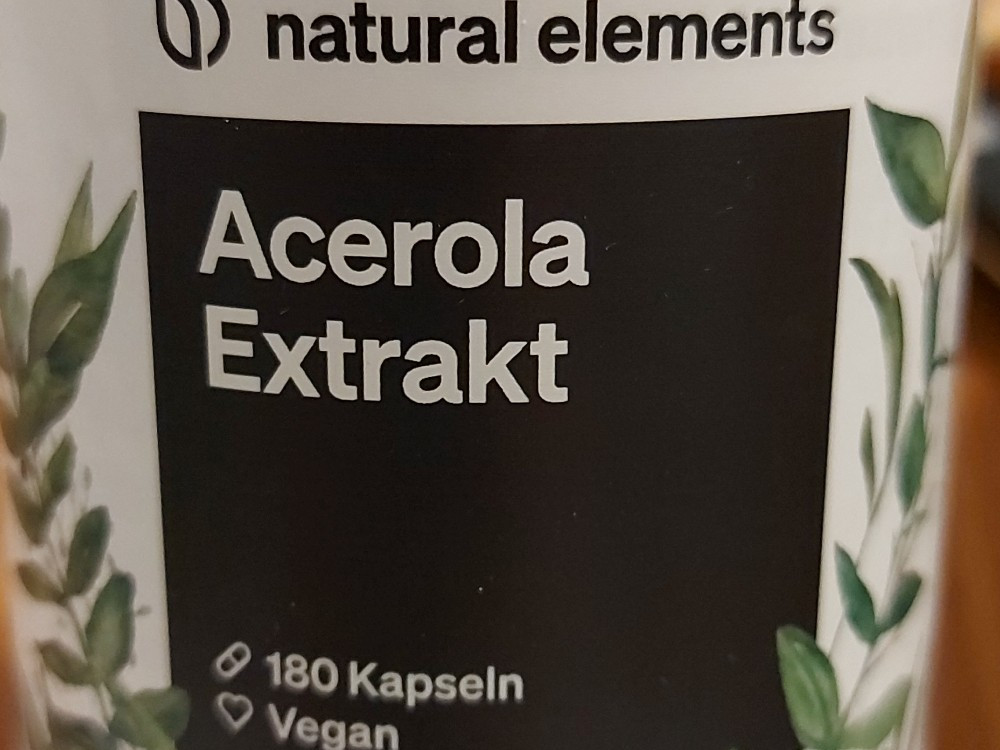 natural elements
Acerola
Extrakt
180 Kapseln
Vegan